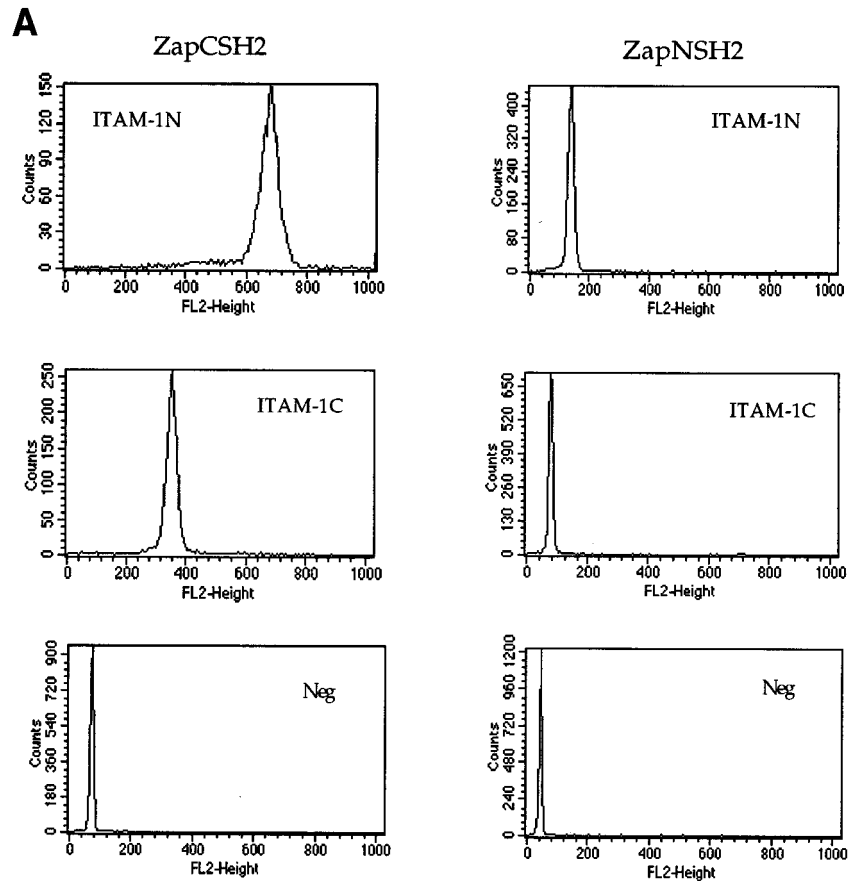 A
ZapCSH2
ZapNSH2
ITAM-1N
Counts
0 30 60 90 120 150
0 200 400 600 800 1000
FL2-Height
ITAM-1N
Counts
0 80 160 240 320 400
0 200 400 600 800 1000
FL2-Height
ITAM-1C
Counts
0 50 100 150 200 250
0 200 400 600 800 1000
FL2-Height
ITAM-1C
Counts
0 130 260 390 520 650
0 200 400 600 800 1000
FL2-Height
Neg
Counts
0 180 360 540 720 900
0 200 400 600 800 1000
FL2-Height
Neg
Counts
0 240 480 720 960 1200
0 200 400 600 800 1000
FL2-Height